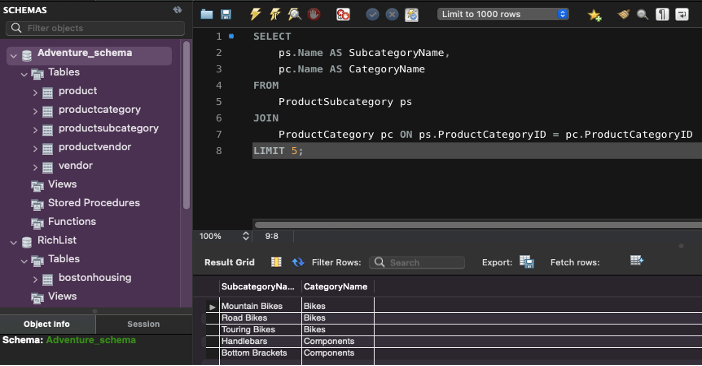 SCHEMAS
Filter objects
Adventure_schema
Tables
product
productcategory
productsubcategory
productvendor
vendor
Views
Stored Procedures
Functions
RichList
Tables
bostonhousing
Views
Object Info Session
Schema: Adventure_schema
Limit to 1000 rows
1 SELECT
2 ps.Name AS SubcategoryName,
3 pc.Name AS CategoryName
4 FROM
5 ProductSubcategory ps
6 JOIN
7 ProductCategory pc ON ps.ProductCategoryID = pc.ProductCategoryID
8 LIMIT 5;
100% 9:8
Result Grid Filter Rows: Search Export: Fetch rows:
SubcategoryNa... CategoryName
Mountain Bikes Bikes
Road Bikes Bikes
Touring Bikes Bikes
Handlebars Components
Bottom Brackets Components